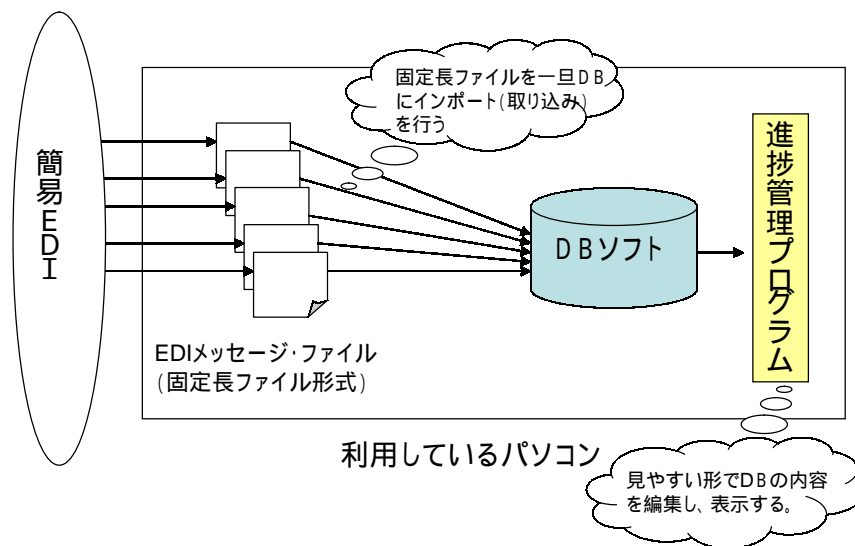 簡易EDI
固定長ファイルを一旦DB
にインポート(取り込み)
を行う
EDIメッセージ・ファイル
(固定長ファイル形式)
DBソフト
進捗管理プログラム
利用しているパソコン
見やすい形でDBの内容
を編集し、表示する。